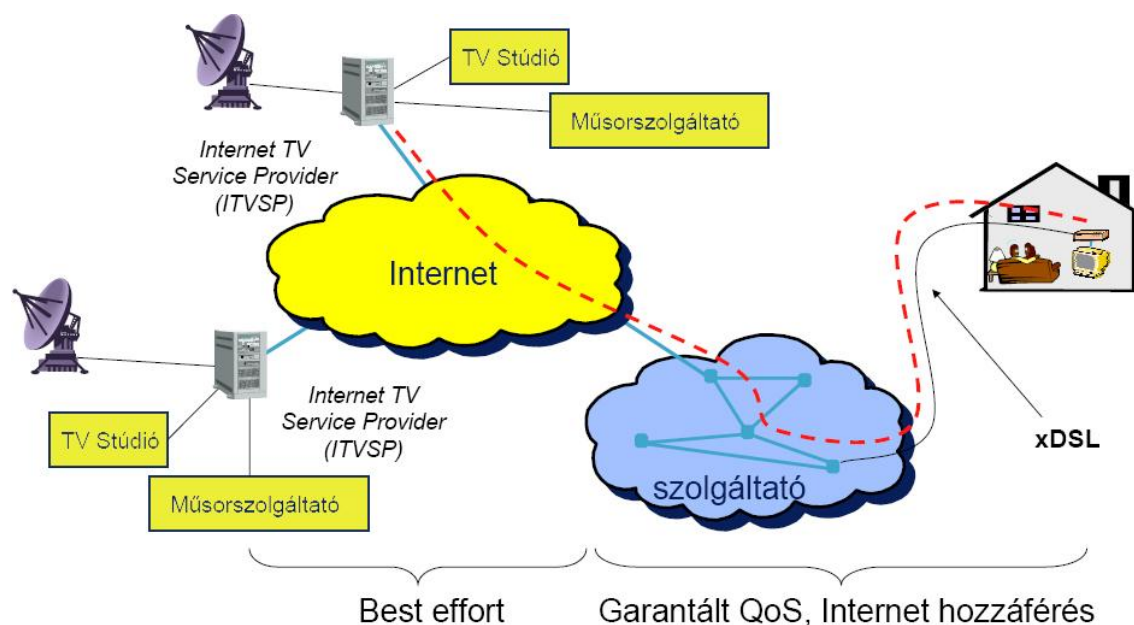 TV Stúdió
Műsorszolgáltató
Internet TV
Service Provider
(ITVSP)
Internet
Internet TV
Service Provider
(ITVSP)
TV Stúdió
Műsorszolgáltató
szolgáltató
xDSL
Best effort
Garantált QoS, Internet hozzáférés